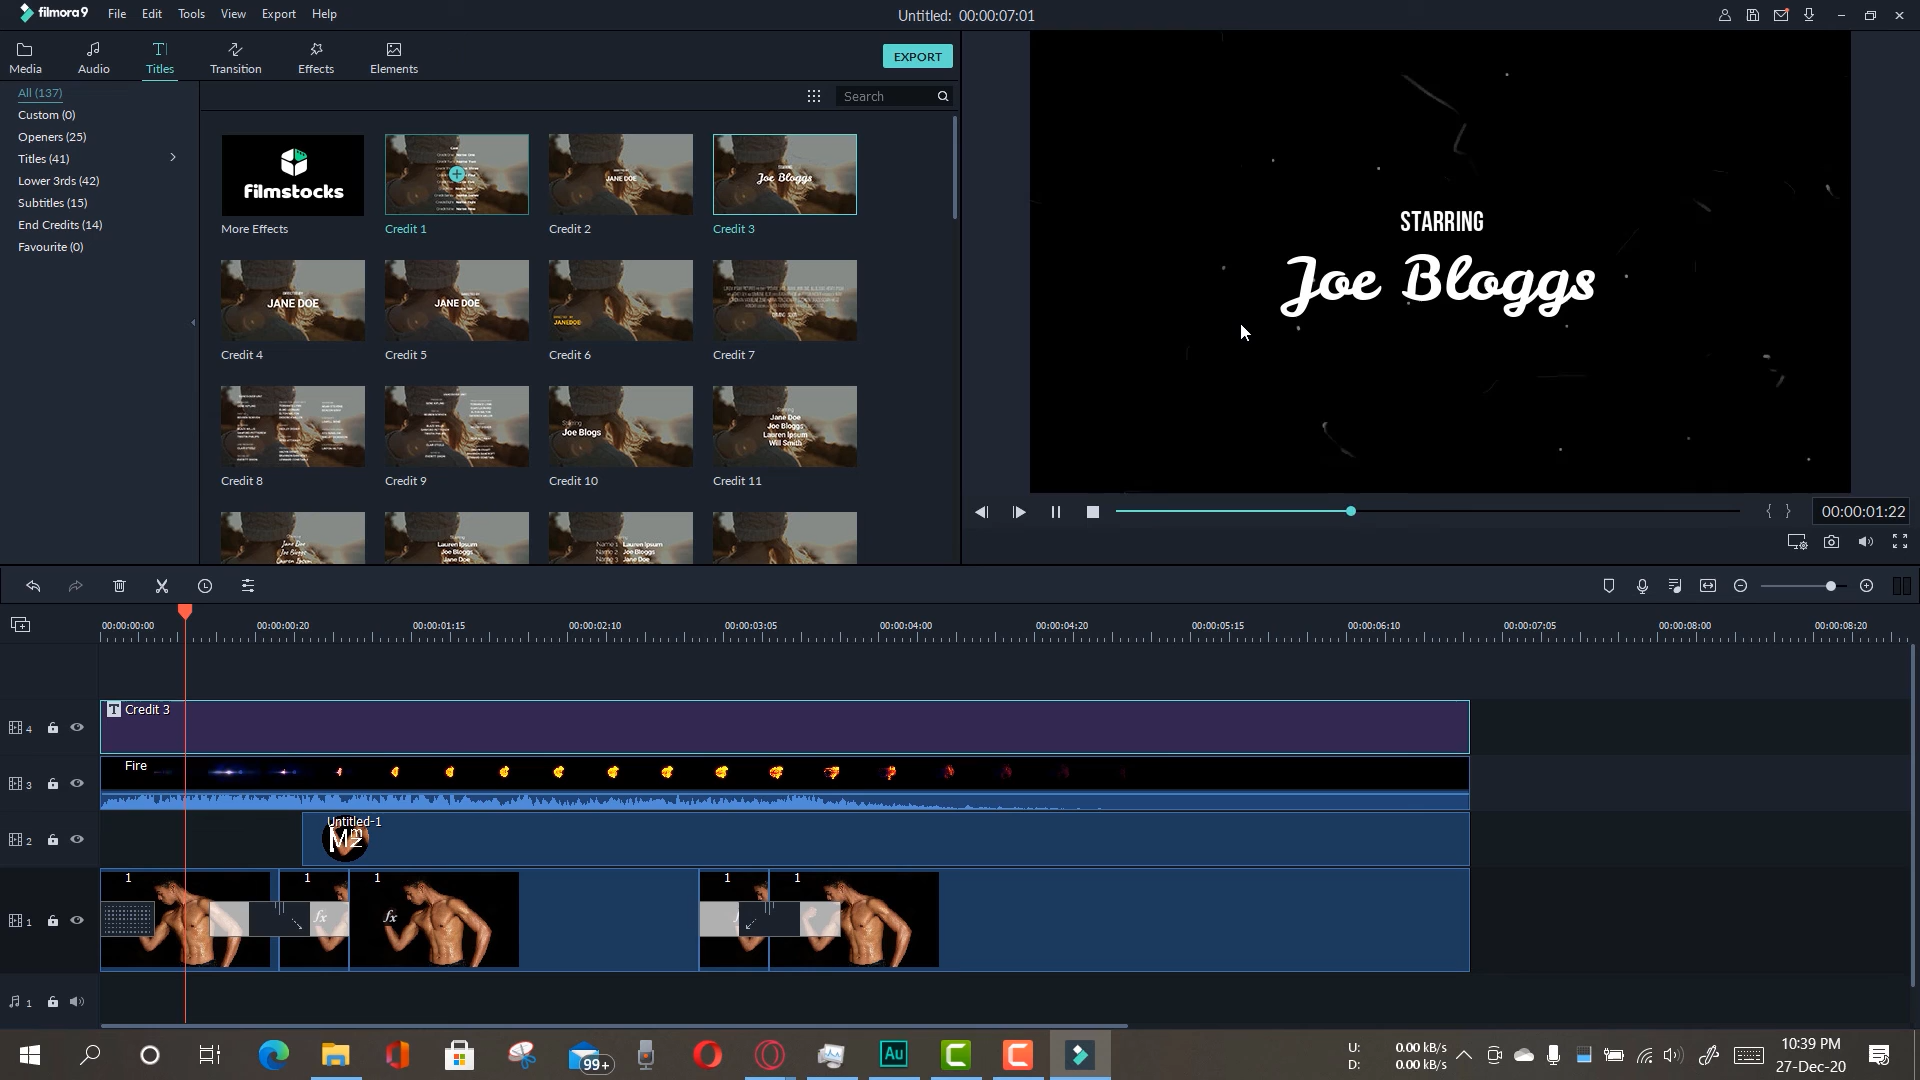 filmora9 File Edit Tools View Export Help
Untitled: 00:00:07:01
Media Audio Titles Transition Effects Elements EXPORT
All (137)
Custom (0)
Openers (25)
Titles (41)
Lower 3rds (42)
Subtitles (15)
End Credits (14)
Favourite (0)
Search
filmstocks
JANE DOE
Joe Bloggs
More Effects Credit 1 Credit 2 Credit 3
JANE DOE
JANE DOE
JANEDOE
Credit 4 Credit 5 Credit 6 Credit 7
Starring
Joe Blogs
Starring
Jane Doe
Joe Bloggs
Lauren Ipsum
Will Smith
Credit 8 Credit 9 Credit 10 Credit 11
Jane Doe
Joe Bloggs
Lauren Ipsum
Lauren Ipsum
Joe Bloggs
Jane Doe
Name 1 Lauren Ipsum
Name 2 Joe Bloggs
Name 3 Jane Doe
STARRING
Joe Bloggs
{ } 00:00:01:22
00:00:00:00 00:00:00:20 00:00:01:15 00:00:02:10 00:00:03:05 00:00:04:00 00:00:04:20 00:00:05:15 00:00:06:10 00:00:07:05 00:00:08:00 00:00:08:20
4 T Credit 3
3 Fire
2 Untitled-1
Mz
m
1 1 1 1 1 1
fx fx
1
99+
Au
U: 0.00 kB/s
D: 0.00 kB/s
10:39 PM
27-Dec-20